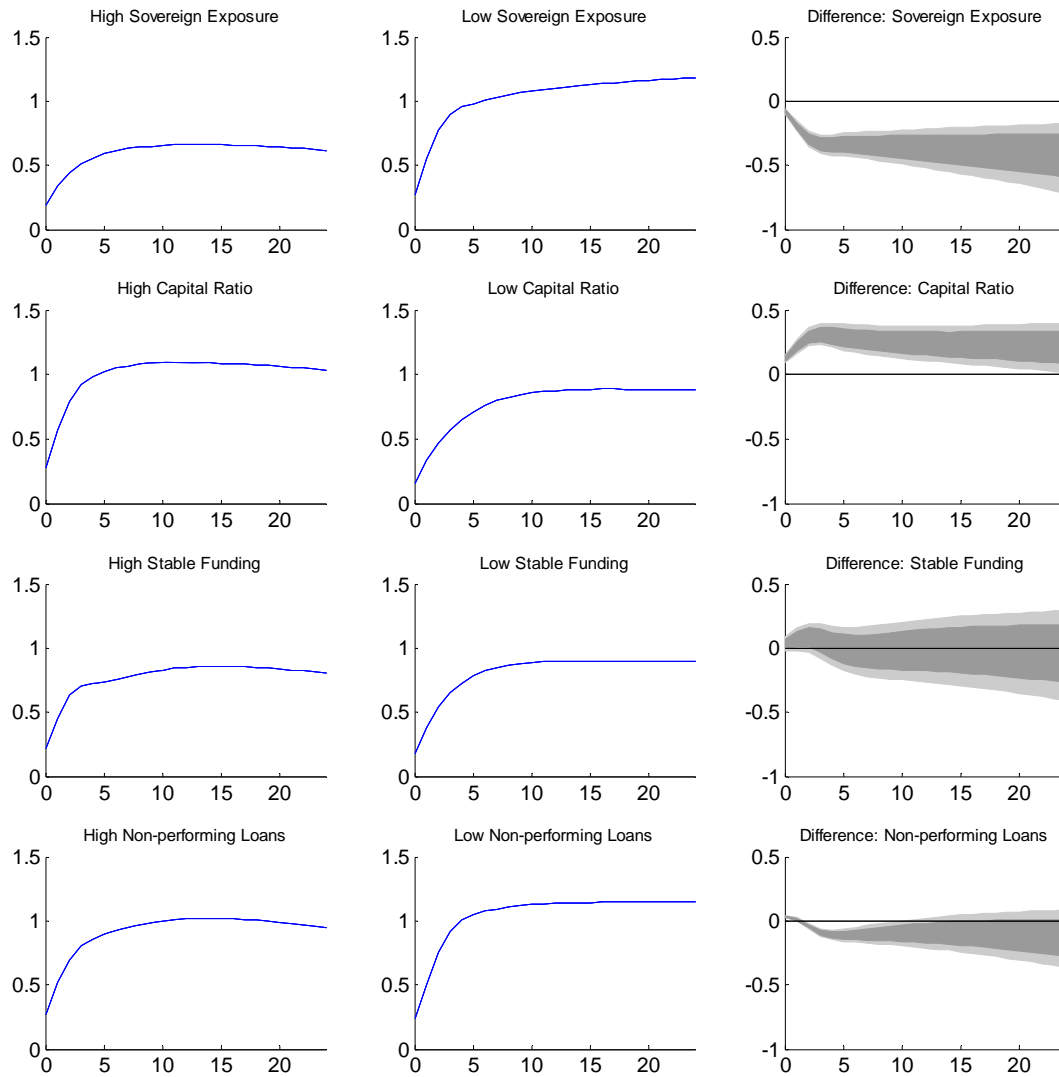 High Sovereign Exposure
1.5
1
0.5
0
0 5 10 15 20
Low Sovereign Exposure
1.5
1
0.5
0
0 5 10 15 20
Difference: Sovereign Exposure
0.5
0
-0.5
-1
0 5 10 15 20
High Capital Ratio
1.5
1
0.5
0
0 5 10 15 20
Low Capital Ratio
1.5
1
0.5
0
0 5 10 15 20
Difference: Capital Ratio
0.5
0
-0.5
-1
0 5 10 15 20
High Stable Funding
1.5
1
0.5
0
0 5 10 15 20
Low Stable Funding
1.5
1
0.5
0
0 5 10 15 20
Difference: Stable Funding
0.5
0
-0.5
-1
0 5 10 15 20
High Non-performing Loans
1.5
1
0.5
0
0 5 10 15 20
Low Non-performing Loans
1.5
1
0.5
0
0 5 10 15 20
Difference: Non-performing Loans
0.5
0
-0.5
-1
0 5 10 15 20